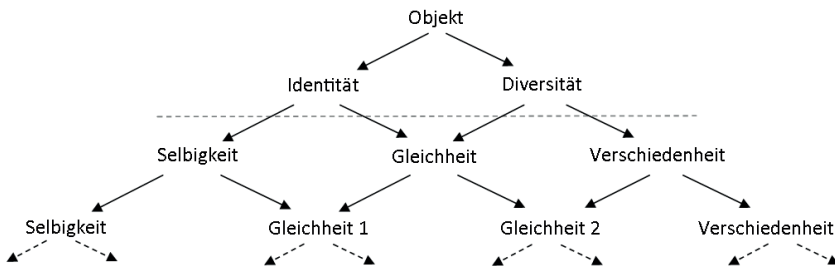 Objekt
Identität Diversität
Selbigkeit Gleichheit Verschiedenheit
Selbigkeit Gleichheit 1 Gleichheit 2 Verschiedenheit